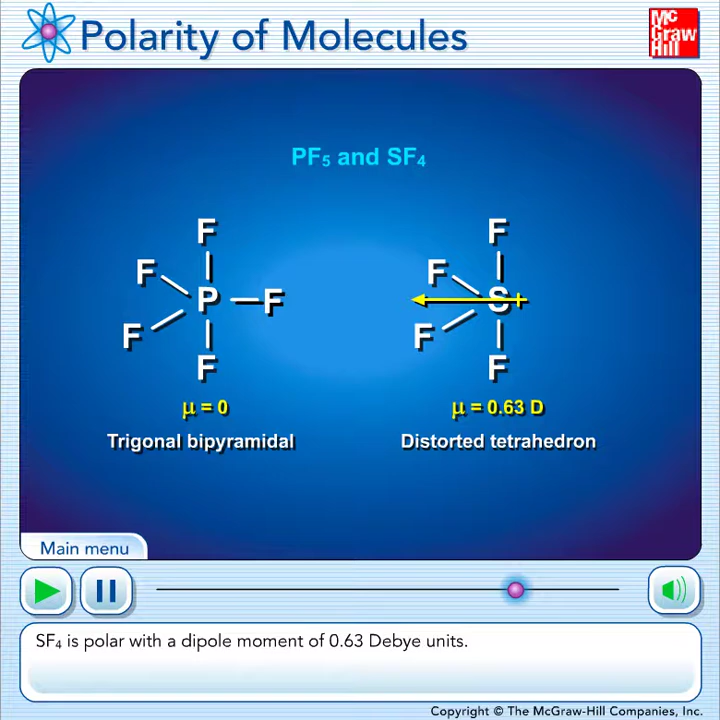 Polarity of Molecules
Mc
Graw
Hill
PF₅ and SF₄
F F
F F
P F S
F F
F F
μ = 0 μ = 0.63 D
Trigonal bipyramidal Distorted tetrahedron
Main menu
SF₄ is polar with a dipole moment of 0.63 Debye units.
Copyright © The McGraw-Hill Companies, Inc.